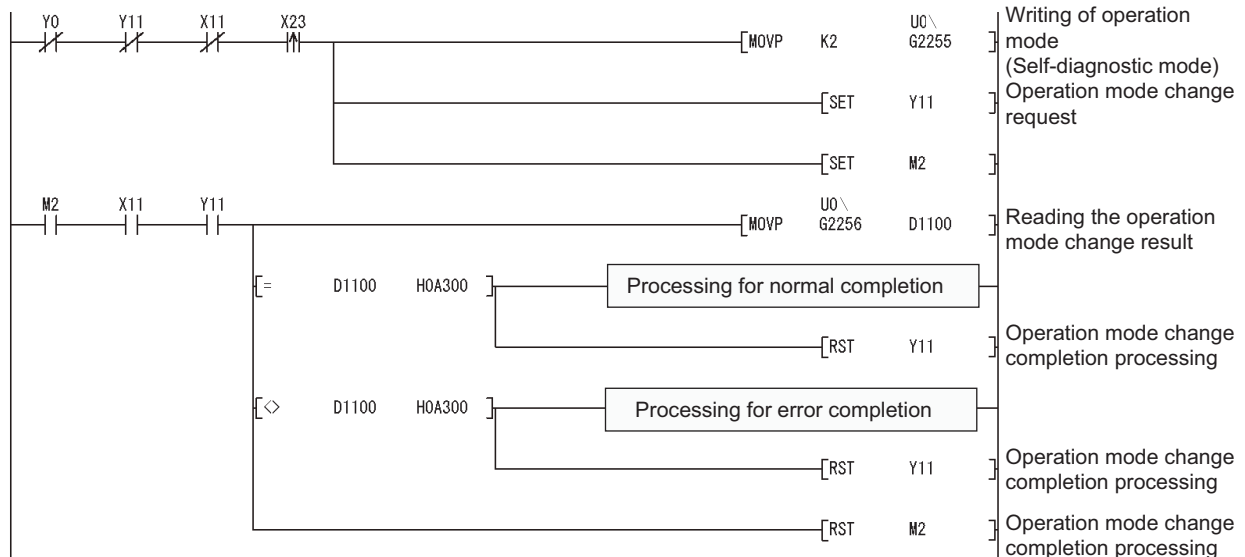 Y0 Y11 X11 X23 U0\ Writing of operation
[MOVP K2 G2255 ] mode
(Self-diagnostic mode)
[SET Y11 ] Operation mode change
request
[SET M2 ]
M2 X11 Y11 U0\
[MOVP G2256 D1100 ] Reading the operation
mode change result
[= D1100 H0A300 ] Processing for normal completion
[RST Y11 ] Operation mode change
completion processing
[<> D1100 H0A300 ] Processing for error completion
[RST Y11 ] Operation mode change
completion processing
[RST M2 ] Operation mode change
completion processing